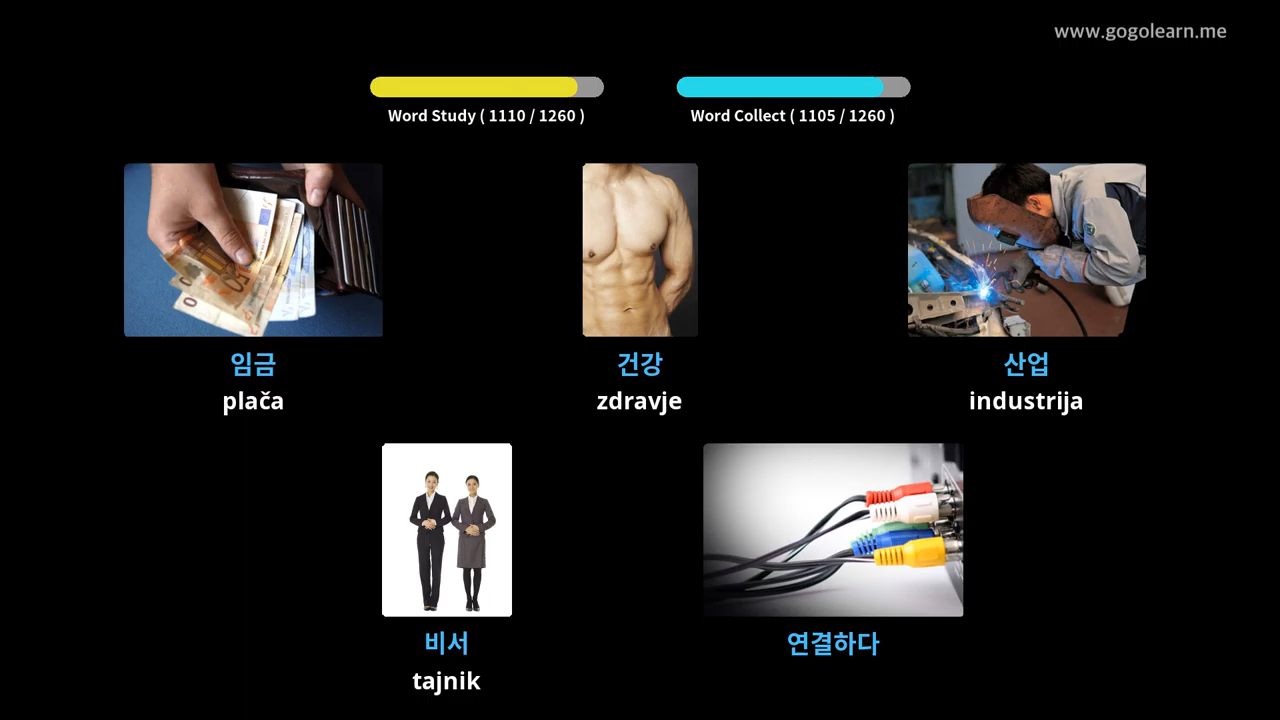 www.gogolearn.me
Word Study ( 1110 / 1260 )
Word Collect ( 1105 / 1260 )
임금
plača
건강
zdravje
산업
industrija
비서
tajnik
연결하다